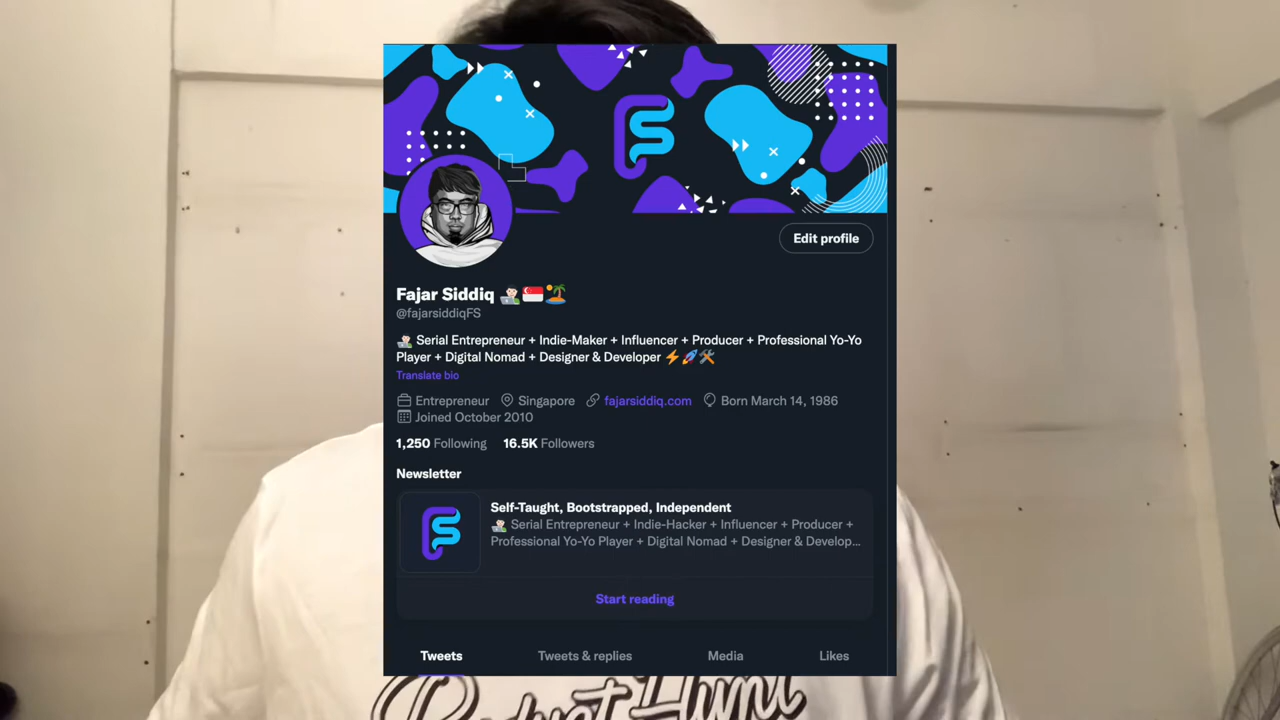 Edit profile
Fajar Siddiq 👨🏻‍💻🇸🇬🏝
@fajarsiddiqFS
👨🏻‍💻 Serial Entrepreneur + Indie-Maker + Influencer + Producer + Professional Yo-Yo
Player + Digital Nomad + Designer & Developer ⚡🚀🛠
Translate bio
Entrepreneur Singapore fajarsiddiq.com Born March 14, 1986
Joined October 2010
1,250 Following 16.5K Followers
Newsletter
Self-Taught, Bootstrapped, Independent
👨🏻‍💻 Serial Entrepreneur + Indie-Hacker + Influencer + Producer +
Professional Yo-Yo Player + Digital Nomad + Designer & Develop...
Start reading
Tweets Tweets & replies Media Likes
Product Hunt